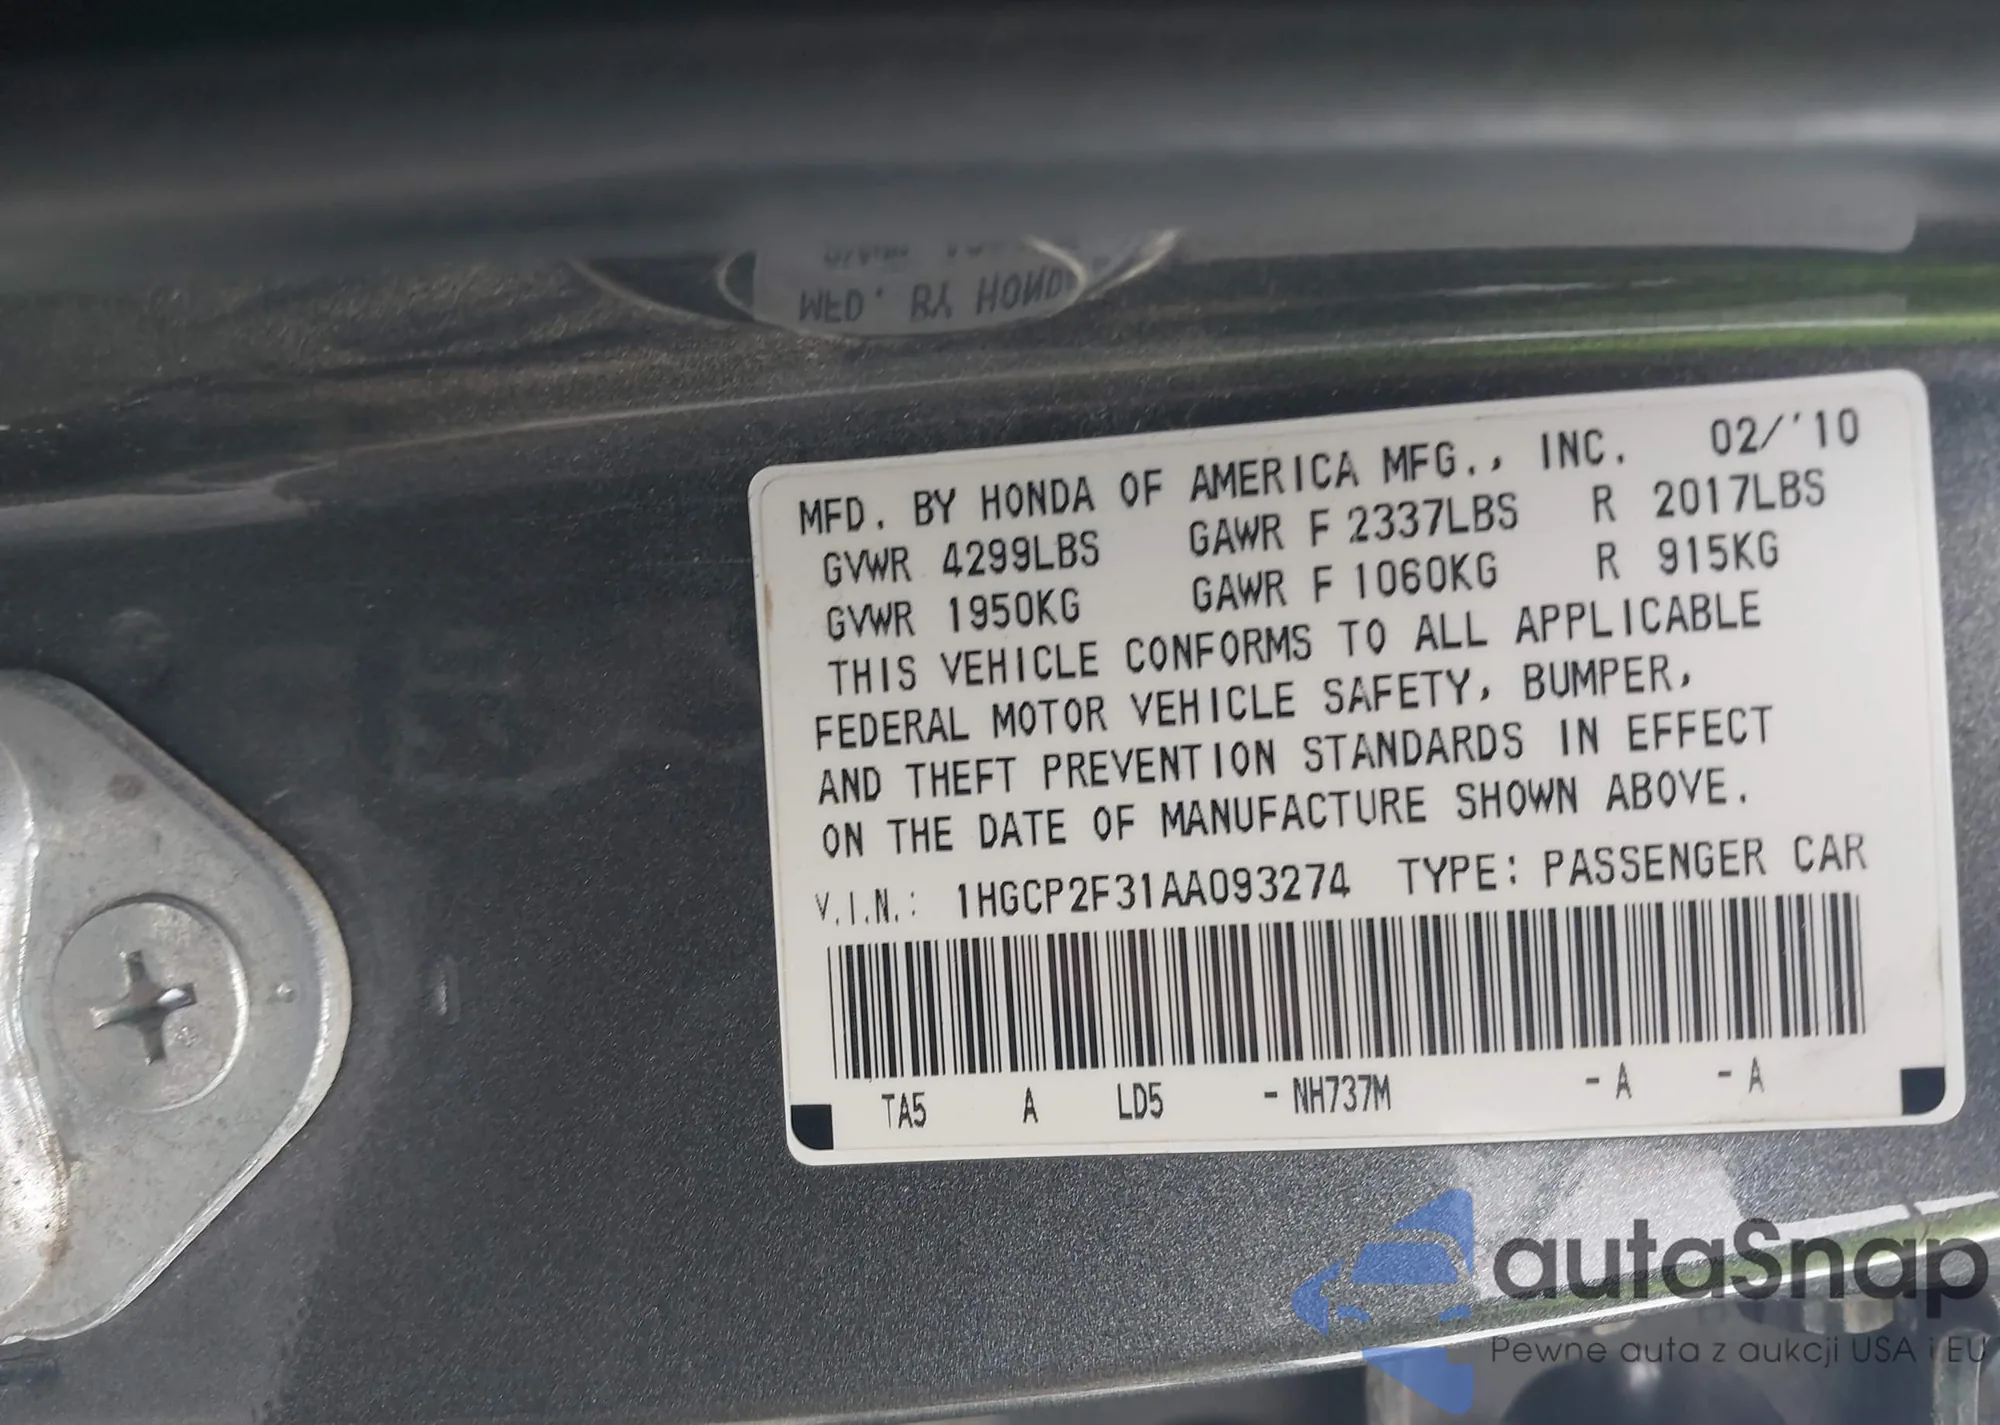 MFD. BY HONDA
MFD. BY HONDA OF AMERICA MFG., INC. 02/'10
GVWR 4299LBS GAWR F 2337LBS R 2017LBS
GVWR 1950KG GAWR F 1060KG R 915KG
THIS VEHICLE CONFORMS TO ALL APPLICABLE
FEDERAL MOTOR VEHICLE SAFETY, BUMPER,
AND THEFT PREVENTION STANDARDS IN EFFECT
ON THE DATE OF MANUFACTURE SHOWN ABOVE.
V.I.N.: 1HGCP2F31AA093274 TYPE: PASSENGER CAR
TA5 A LD5 - NH737M - A - A
autaSnap
Pewne auta z aukcji USA i EU